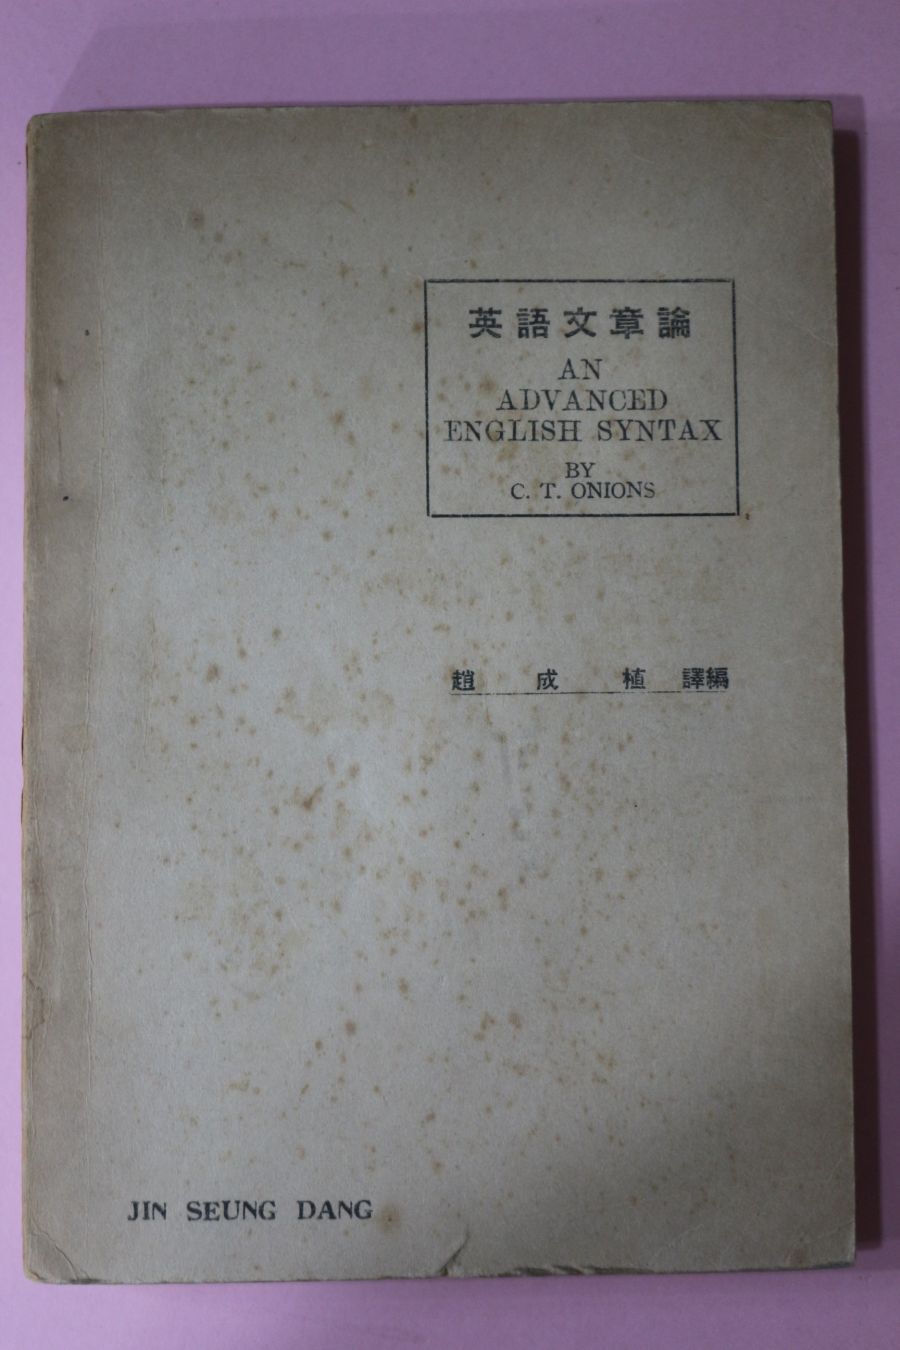 英語文章論
AN
ADVANCED
ENGLISH SYNTAX
BY
C. T. ONIONS
趙 成 植 譯編
JIN SEUNG DANG